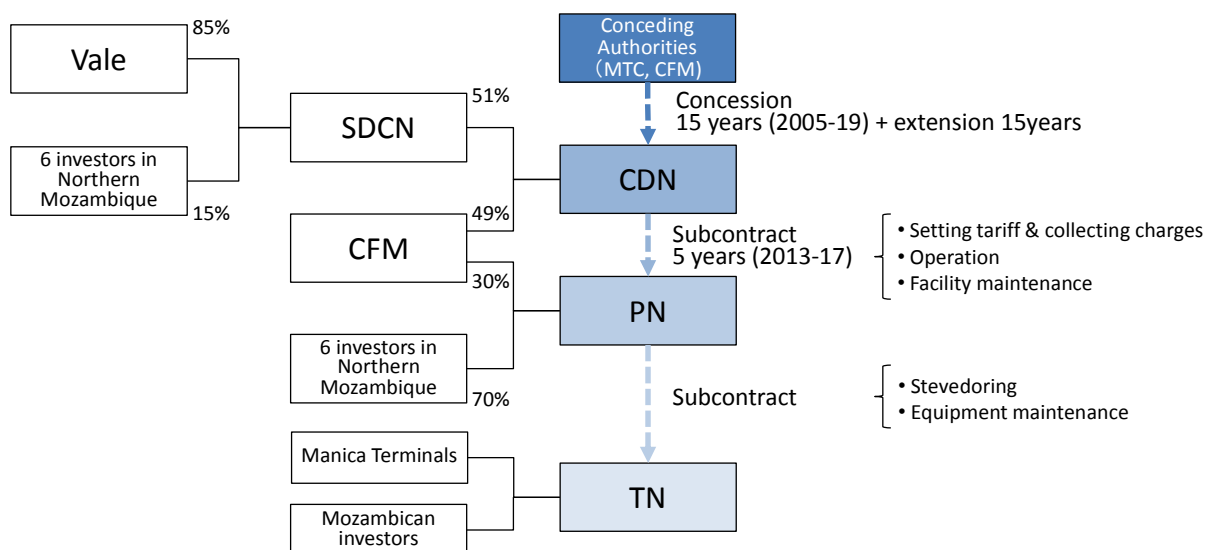 85%
Vale
6 investors in
Northern
Mozambique
15%
51%
SDCN
49%
CFM
30%
6 investors in
Northern
Mozambique
70%
Manica Terminals
Mozambican
investors
Conceding
Authorities
(MTC, CFM)
Concession
15 years (2005-19) + extension 15years
CDN
Subcontract
5 years (2013-17)
• Setting tariff & collecting charges
• Operation
• Facility maintenance
PN
Subcontract
• Stevedoring
• Equipment maintenance
TN